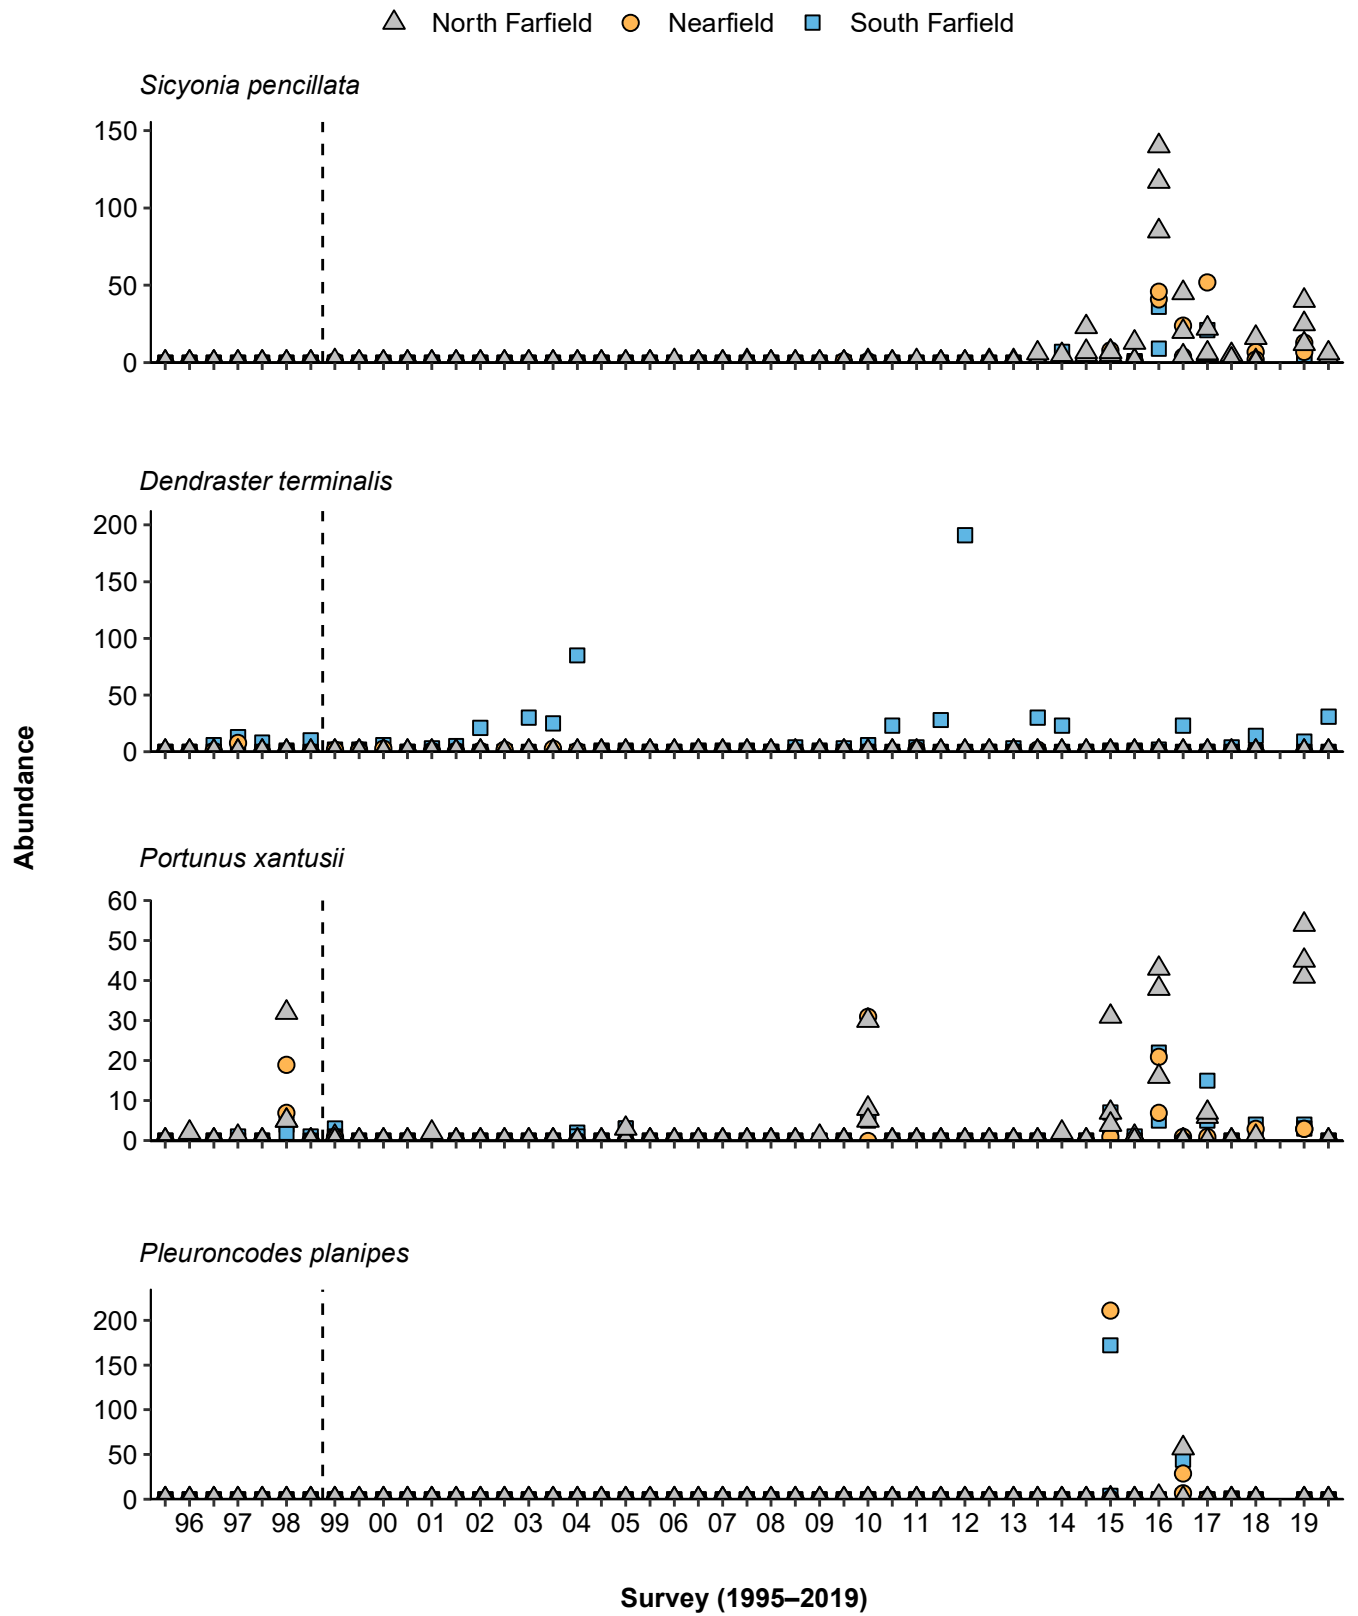 North Farfield Nearfield South Farfield
Sicyonia pencillata
150
100
50
0
Dendraster terminalis
200
150
100
50
0
Abundance
Portunus xantusii
60
50
40
30
20
10
0
Pleuroncodes planipes
200
150
100
50
0
96 97 98 99 00 01 02 03 04 05 06 07 08 09 10 11 12 13 14 15 16 17 18 19
Survey (1995–2019)